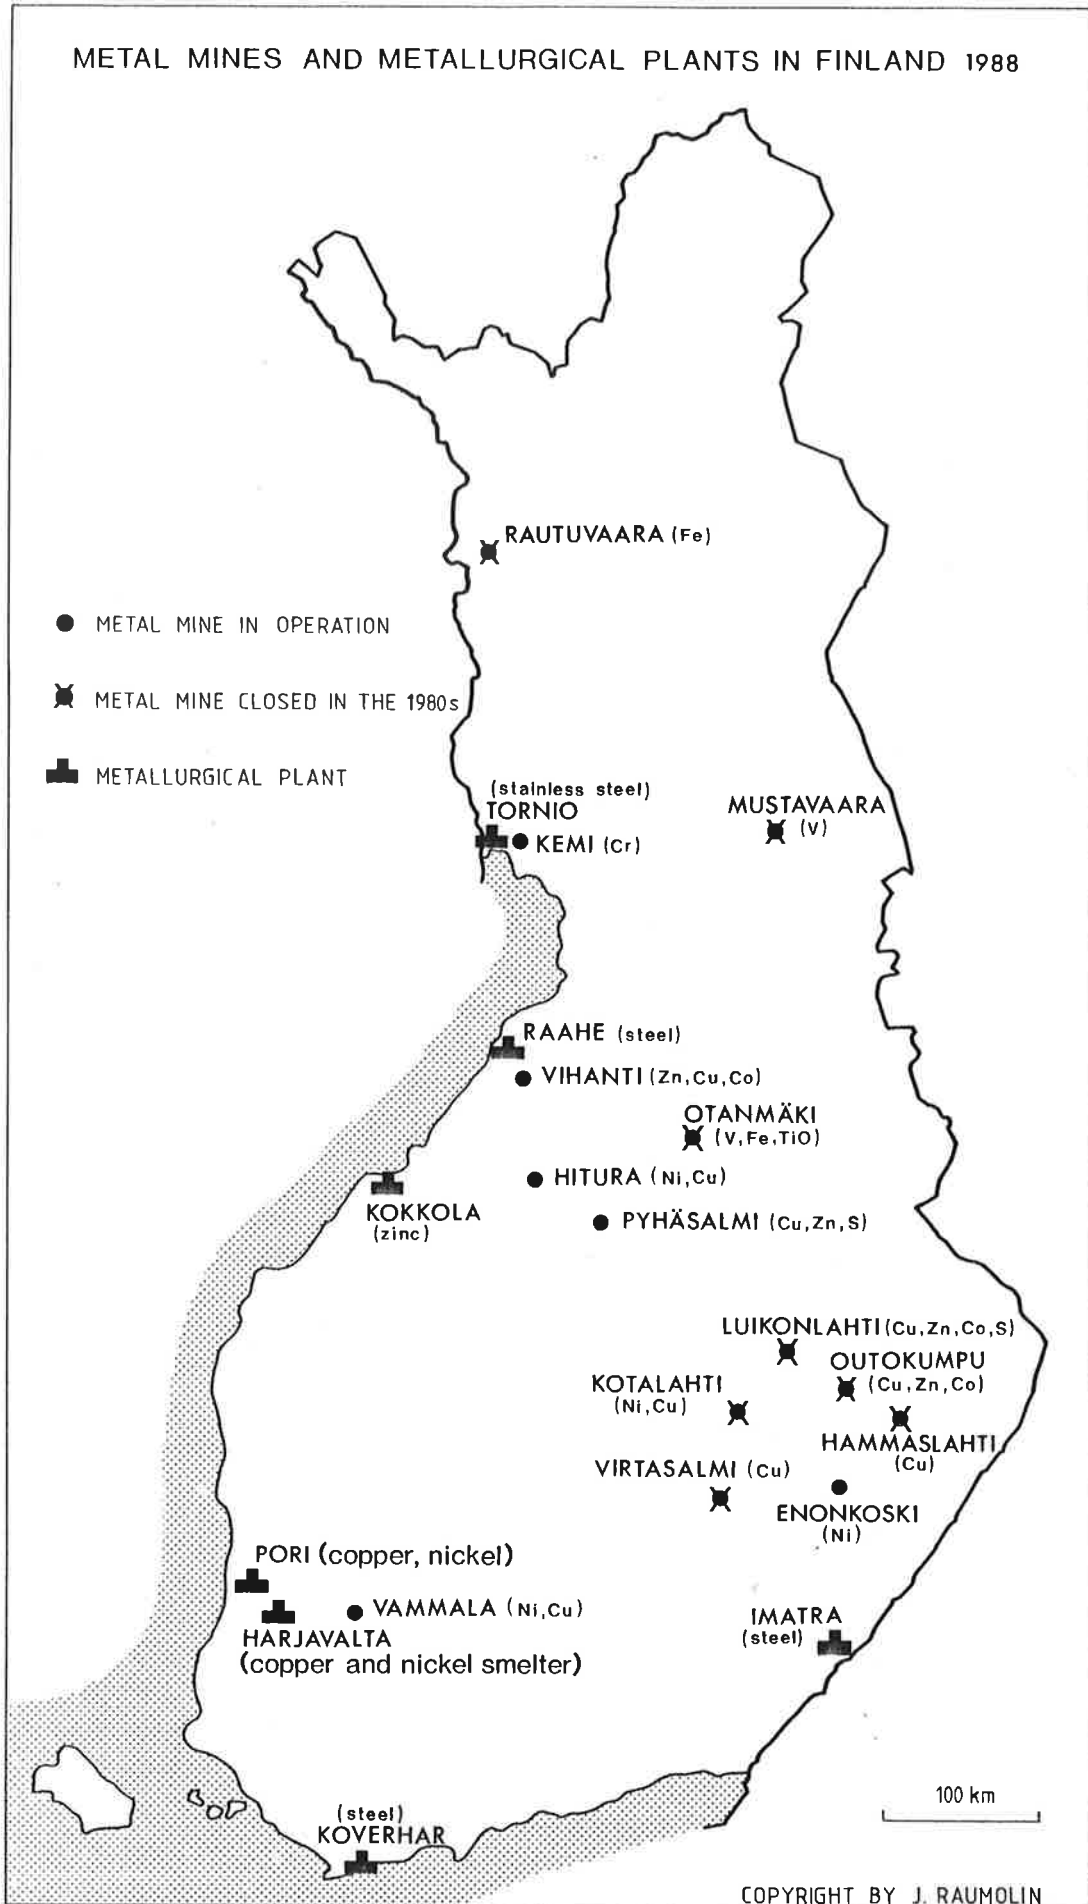 METAL MINES AND METALLURGICAL PLANTS IN FINLAND 1988
RAUTUVAARA (Fe)
METAL MINE IN OPERATION
METAL MINE CLOSED IN THE 1980s
METALLURGICAL PLANT
(stainless steel)
TORNIO
KEMI (Cr)
MUSTAVAARA
(V)
RAAHE (steel)
VIHANTI (Zn,Cu,Co)
OTANMÄKI
(V,Fe,TiO)
HITURA (Ni,Cu)
KOKKOLA
(zinc)
PYHÄSALMI (Cu,Zn,S)
LUIKONLAHTI (Cu,Zn,Co,S)
OUTOKUMPU
(Cu,Zn,Co)
KOTALAHTI
(Ni,Cu)
HAMMASLAHTI
(Cu)
VIRTASALMI (Cu)
ENONKOSKI
(Ni)
PORI (copper, nickel)
VAMMALA (Ni,Cu)
HARJAVALTA
(copper and nickel smelter)
IMATRA
(steel)
100 km
(steel)
KOVERHAR
COPYRIGHT BY J. RAUMOLIN